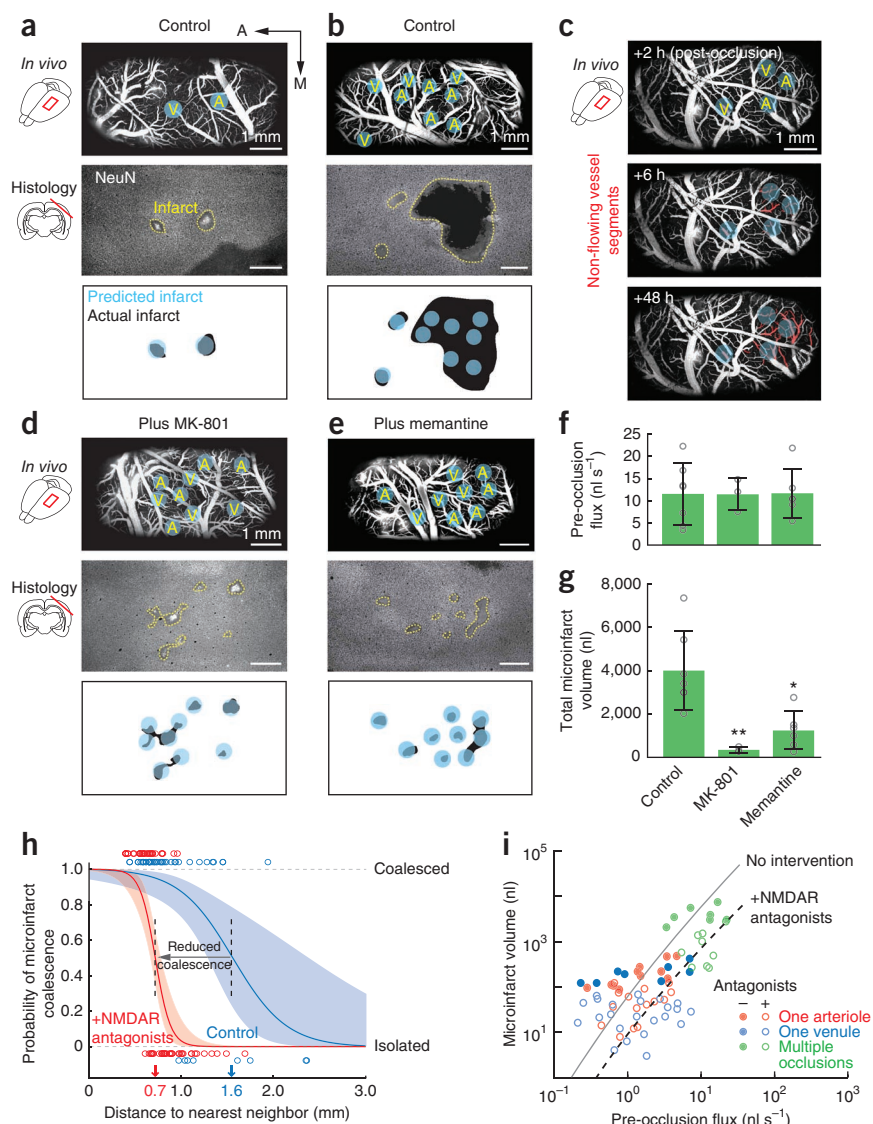 a
Control
A
M
In vivo
V
A
1 mm
Histology
NeuN
Infarct
Predicted infarct
Actual infarct
b
Control
V
V
A
V
A
A
V
A
A
V
1 mm
c
In vivo
+2 h (post-occlusion)
V
A
V
A
1 mm
+6 h
Non-flowing vessel
segments
+48 h
d
Plus MK-801
In vivo
A
A
A
V
A
V
V
A
V
1 mm
Histology
e
Plus memantine
A
V
A
V
V
A
V
A
A
f
Pre-occlusion
flux (nl s⁻¹)
25
20
15
10
5
0
g
Total microinfarct
volume (nl)
8,000
6,000
4,000
2,000
0
**
*
Control
MK-801
Memantine
h
Probability of microinfarct
coalescence
1.0
0.8
0.6
0.4
0.2
0
Coalesced
Reduced
coalescence
+NMDAR
antagonists
Control
Isolated
0
0.7
1.0
1.6
2.0
3.0
Distance to nearest neighbor (mm)
i
Microinfarct volume (nl)
10⁵
10³
10¹
No intervention
+NMDAR
antagonists
Antagonists
− +
One arteriole
One venule
Multiple
occlusions
10⁻¹
10⁰
10¹
10²
10³
Pre-occlusion flux (nl s⁻¹)